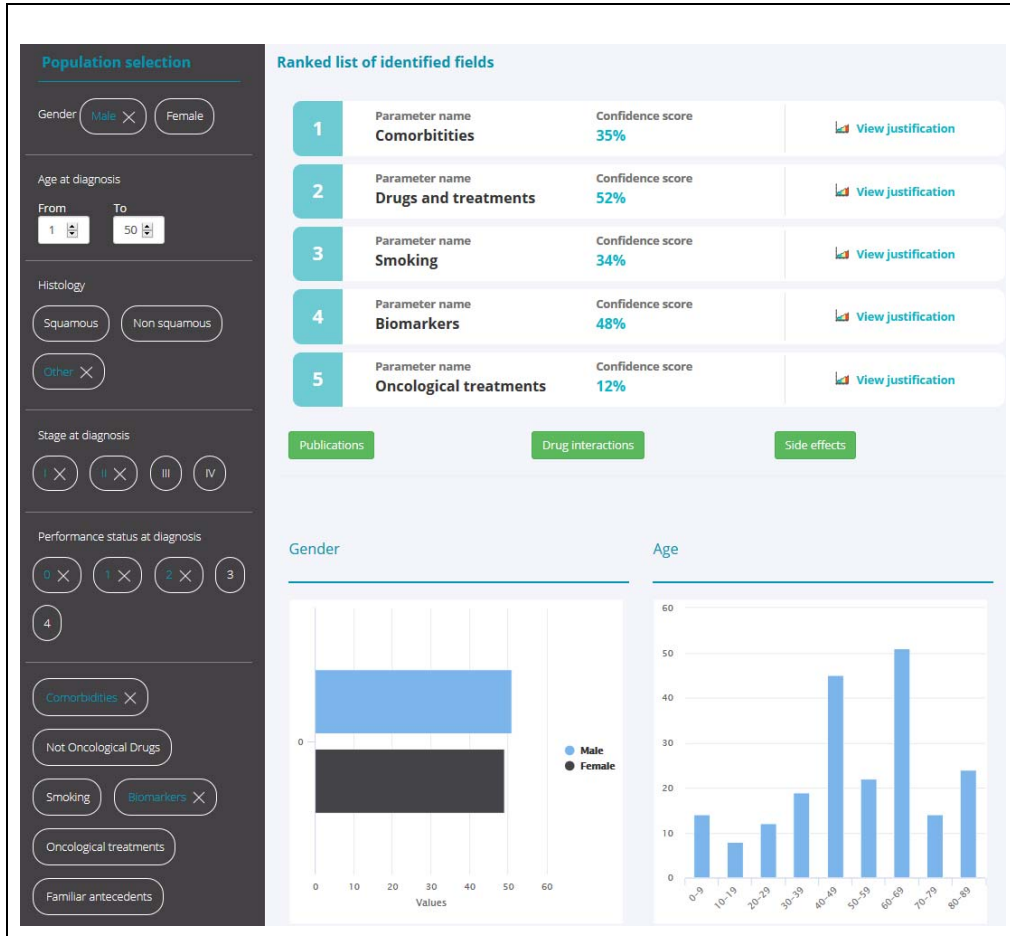 Population selection
Gender Male Female
Age at diagnosis
From To
1 50
Histology
Squamous Non squamous
Other
Stage at diagnosis
I II III IV
Performance status at diagnosis
0 1 2 3
4
Comorbidities
Not Oncological Drugs
Smoking Biomarkers
Oncological treatments
Familiar antecedents
Ranked list of identified fields
1 Parameter name Confidence score
Comorbitities 35% View justification
2 Parameter name Confidence score
Drugs and treatments 52% View justification
3 Parameter name Confidence score
Smoking 34% View justification
4 Parameter name Confidence score
Biomarkers 48% View justification
5 Parameter name Confidence score
Oncological treatments 12% View justification
Publications Drug interactions Side effects
Gender
0
Male
Female
0 10 20 30 40 50 60
Values
Age
60
50
40
30
20
10
0
0-9 10-19 20-29 30-39 40-49 50-59 60-69 70-79 80-89